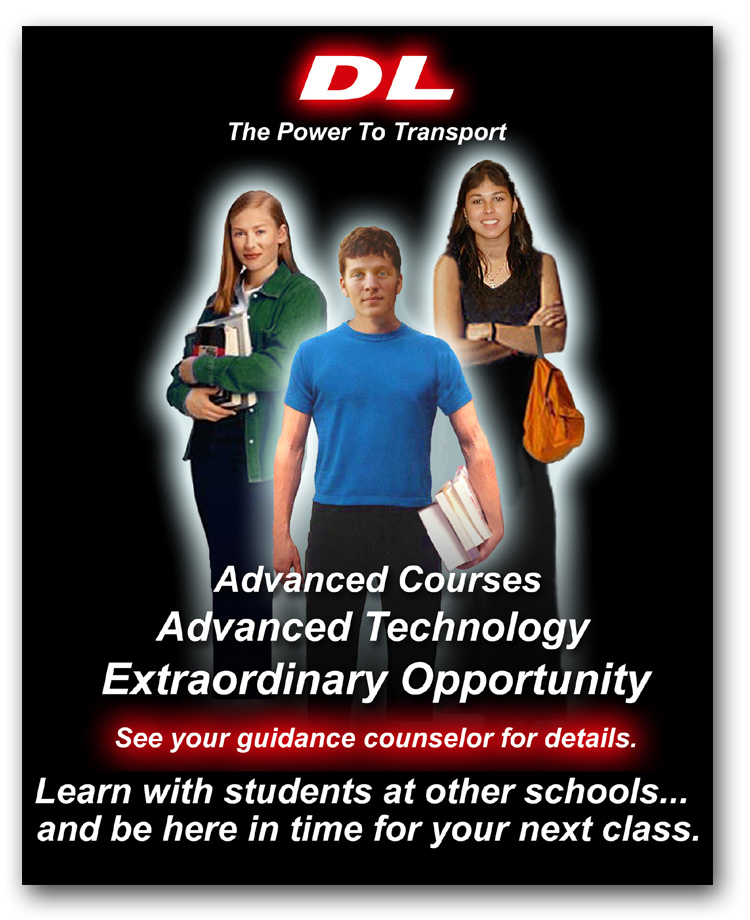 DL
The Power To Transport
Advanced Courses
Advanced Technology
Extraordinary Opportunity
See your guidance counselor for details.
Learn with students at other schools...
and be here in time for your next class.